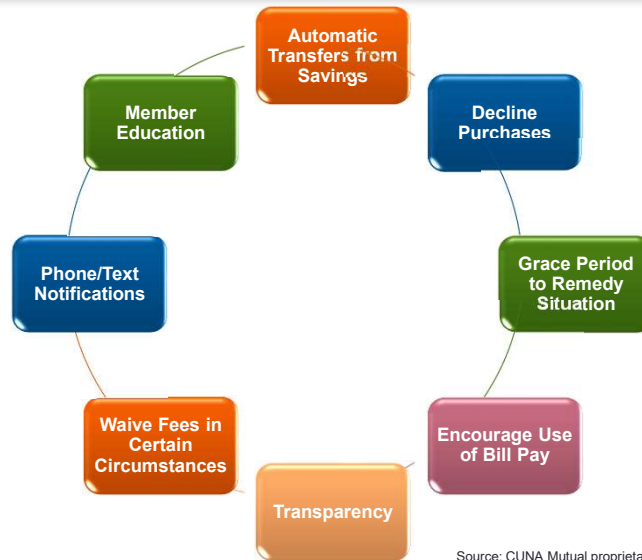 Automatic
Transfers from
Savings
Decline
Purchases
Grace Period
to Remedy
Situation
Encourage Use
of Bill Pay
Transparency
Waive Fees in
Certain
Circumstances
Phone/Text
Notifications
Member
Education
Source: CUNA Mutual proprieta